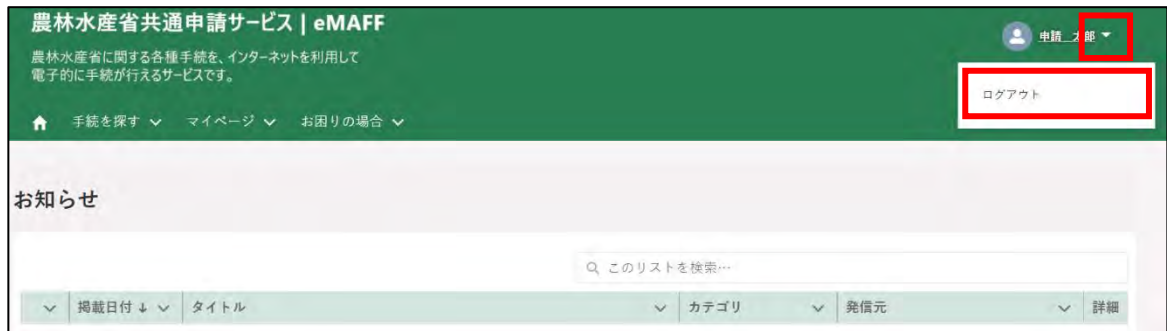 農林水産省共通申請サービス | eMAFF
申請 太郎
農林水産省に関する各種手続を、インターネットを利用して
電子的に手続が行えるサービスです。
ログアウト
手続を探す マイページ お困りの場合
お知らせ
このリストを検索…
掲載日付 ↓ タイトル カテゴリ 発信元 詳細